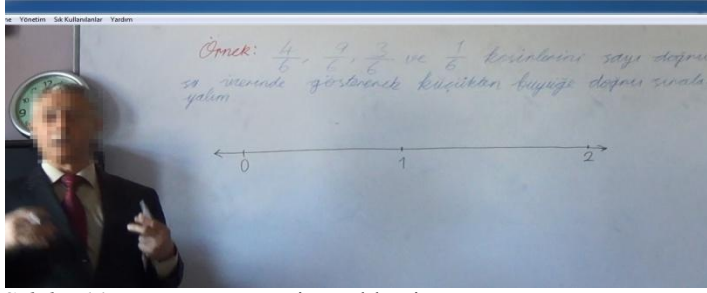 Yönetim Sık Kullanılanlar Yardım
Örnek: 4/6, 9/6, 3/6 ve 1/6 kesirlerini sayı doğru
su üzerinde göstererek küçükten büyüğe doğru sırala
yalım
0 1 2